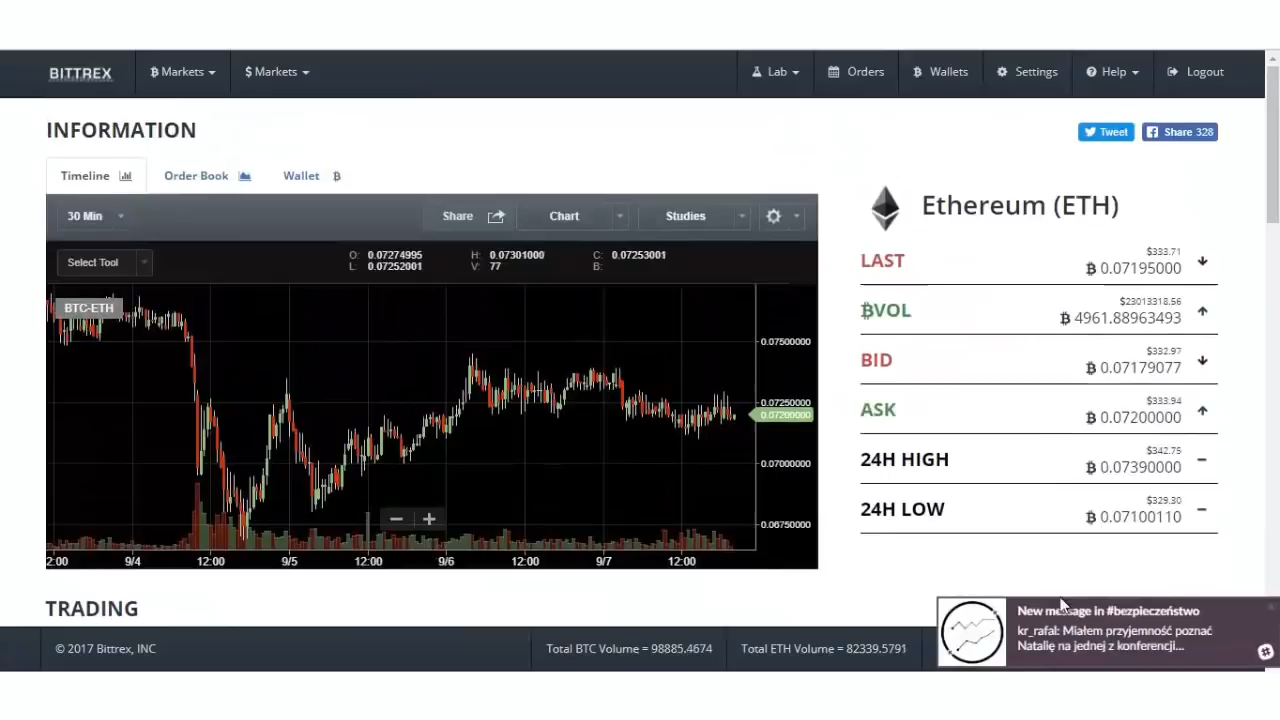 BITTREX
Markets
$ Markets
Lab
Orders
Wallets
Settings
Help
Logout
INFORMATION
Tweet
Share 328
Timeline
Order Book
Wallet
30 Min
Share
Chart
Studies
Select Tool
O: 0.07274995 H: 0.07301000 C: 0.07253001
L: 0.07252001 V: 77 B:
BTC-ETH
0.07500000
0.07250000
0.07200000
0.07000000
0.06750000
2:00 9/4 12:00 9/5 12:00 9/6 12:00 9/7 12:00
Ethereum (ETH)
$333.71
LAST Ƀ 0.07195000
$23013318.56
ɃVOL Ƀ 4961.88963493
$332.97
BID Ƀ 0.07179077
$333.94
ASK Ƀ 0.07200000
$342.75
24H HIGH Ƀ 0.07390000
$329.30
24H LOW Ƀ 0.07100110
TRADING
© 2017 Bittrex, INC
Total BTC Volume = 98885.4674
Total ETH Volume = 82339.5791
New message in #bezpieczeństwo
kr_rafal: Miałem przyjemność poznać
Natalię na jednej z konferencji...